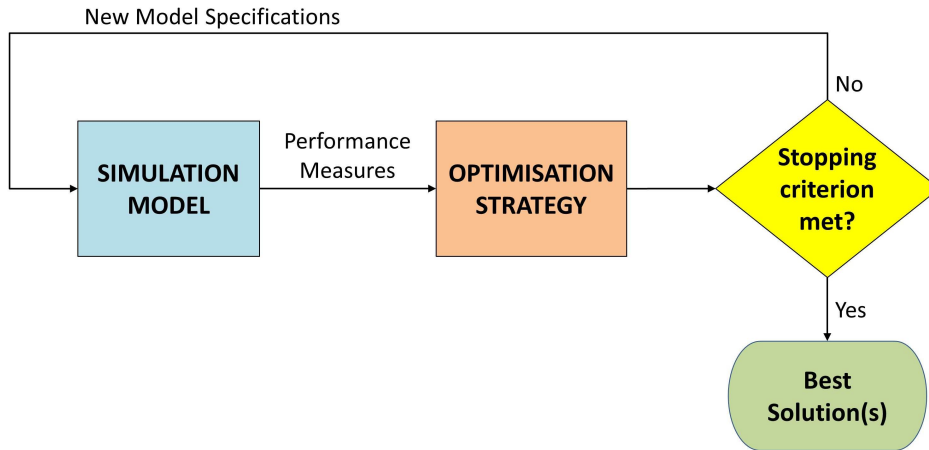 New Model Specifications
No
SIMULATION
MODEL
Performance
Measures
OPTIMISATION
STRATEGY
Stopping
criterion
met?
Yes
Best
Solution(s)